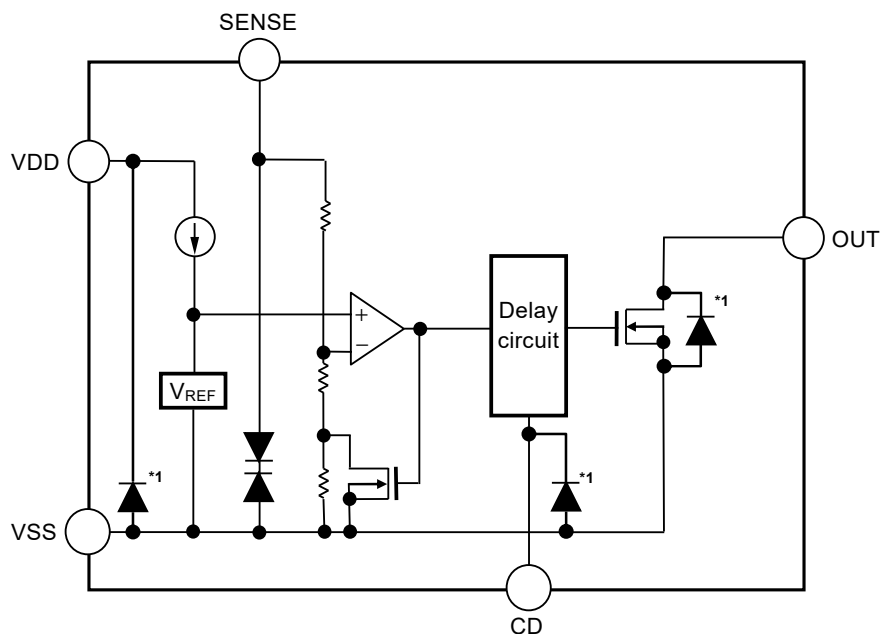 SENSE
VDD
OUT
+
−
Delay
circuit
*1
VREF
*1
*1
VSS
CD